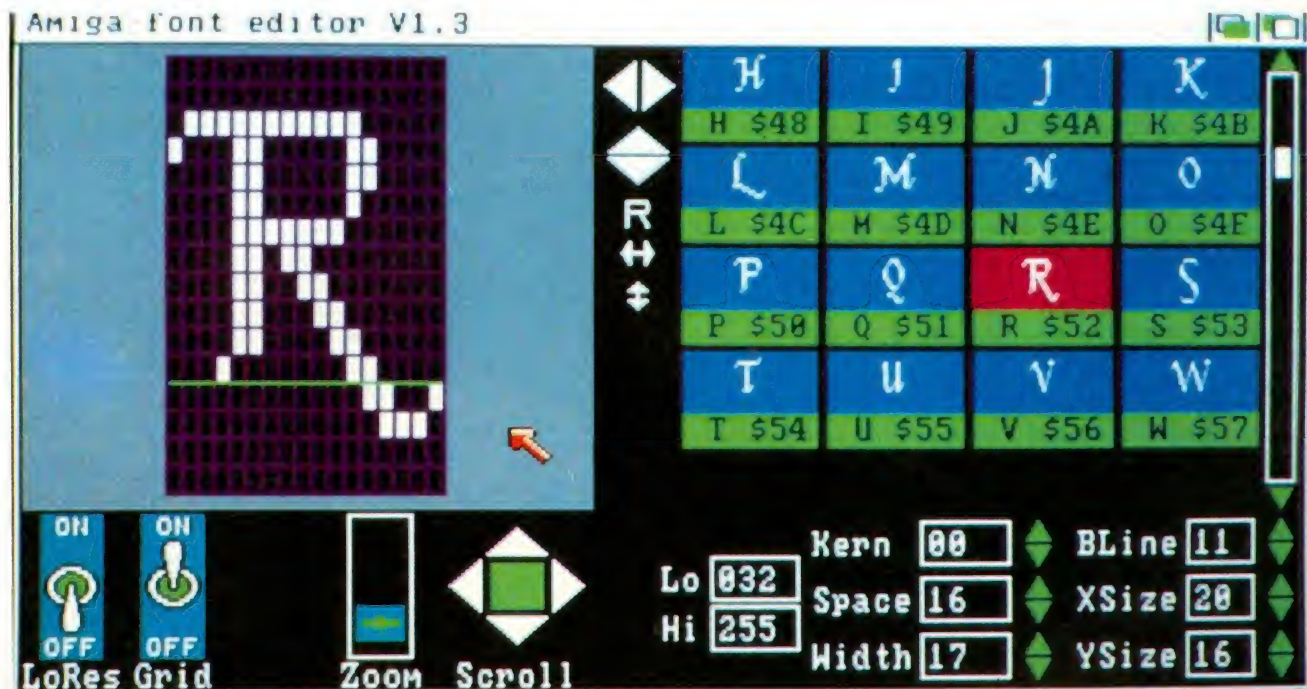 Amiga font editor V1.3
H I J K
H $48 I $49 J $4A K $4B
L M N O
L $4C M $4D N $4E O $4F
R
P Q R S
P $50 Q $51 R $52 S $53
T U V W
T $54 U $55 V $56 W $57
R
ON ON
OFF OFF
LoRes Grid Zoom Scroll
Lo 032
Hi 255
Kern 00 BLine 11
Space 16 XSize 20
Width 17 YSize 16